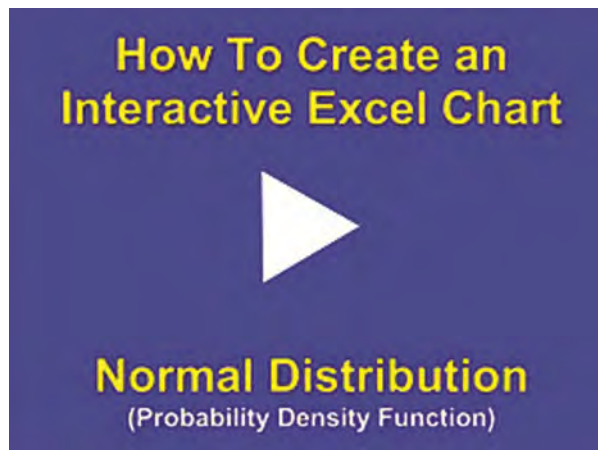 How To Create an
Interactive Excel Chart
Normal Distribution
(Probability Density Function)